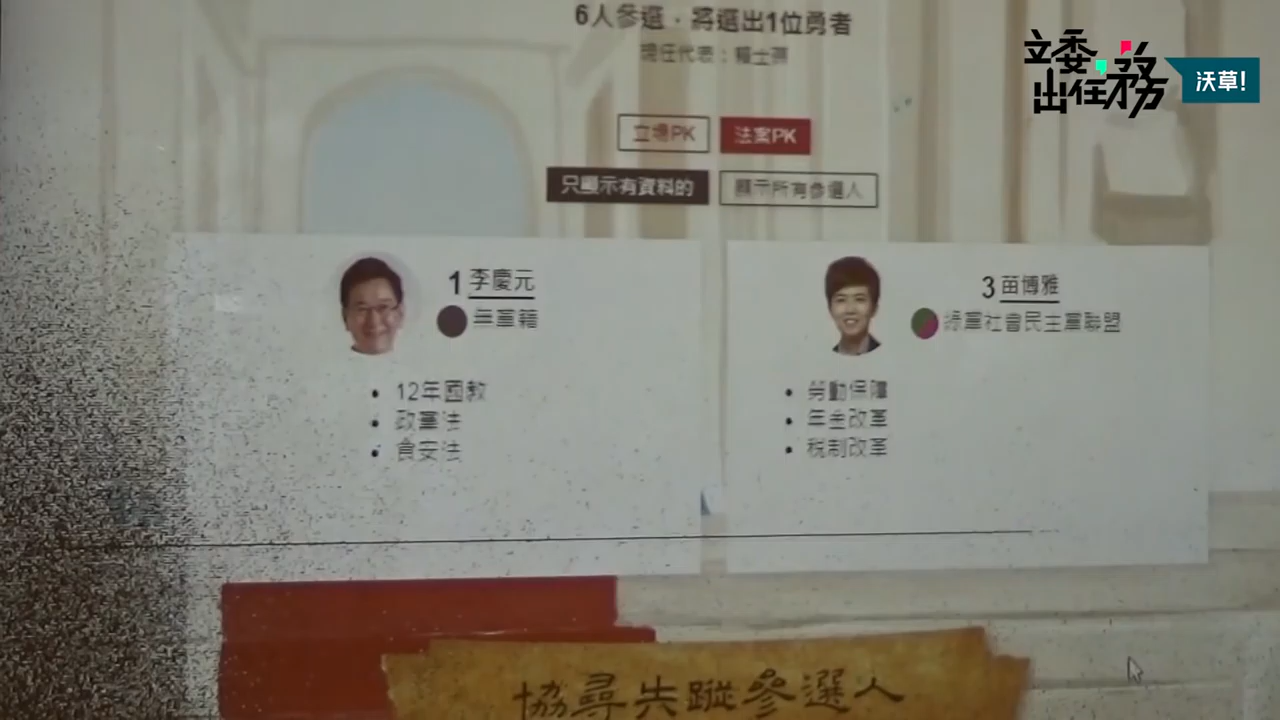 6人參選．將選出1位勇者
現任代表：賴士葆
立委
出任務
沃草!
立場PK
法案PK
只顯示有資料的
顯示所有參選人
1 李慶元
無黨籍
• 12年國教
• 政黨法
• 食安法
3 苗博雅
綠黨社會民主黨聯盟
• 勞動保障
• 年金改革
• 稅制改革
協尋失蹤參選人